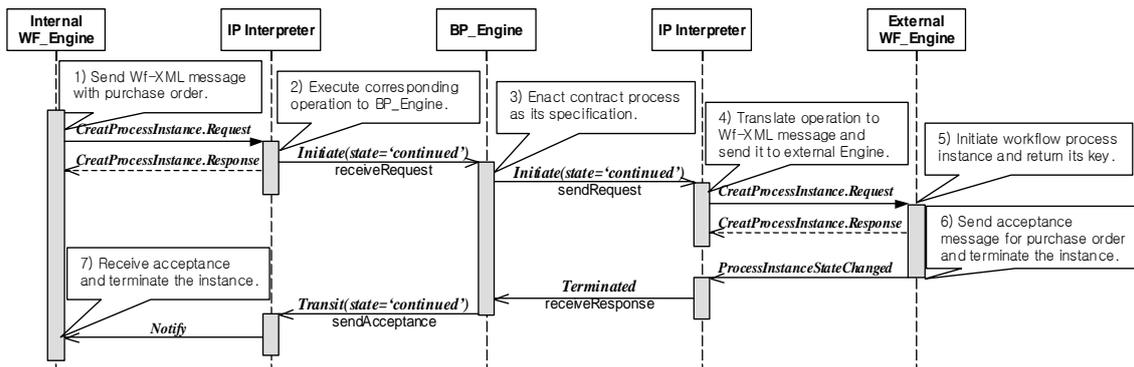 Internal
WF_Engine
IP Interpreter
BP_Engine
IP Interpreter
External
WF_Engine
1) Send Wf-XML message
with purchase order.
2) Execute corresponding
operation to BP_Engine.
3) Enact contract process
as its specification.
4) Translate operation to
Wf-XML message and
send it to external Engine.
5) Initiate workflow process
instance and return its key.
CreatProcessInstance.Request
CreatProcessInstance.Response
Initiate(state=‘continued’)
receiveRequest
Initiate(state=‘continued’)
sendRequest
CreatProcessInstance.Request
CreatProcessInstance.Response
6) Send acceptance
message for purchase order
and terminate the instance.
7) Receive acceptance
and terminate the instance.
ProcessInstanceStateChanged
Terminated
receiveResponse
Transit(state=‘continued’)
sendAcceptance
Notify